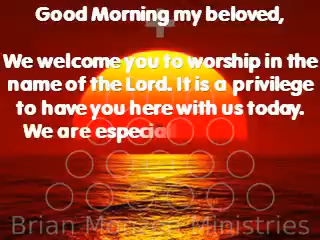 Good Morning my beloved,
We welcome you to worship in the
name of the Lord. It is a privilege
to have you here with us today.
We are especia
Brian Ministries